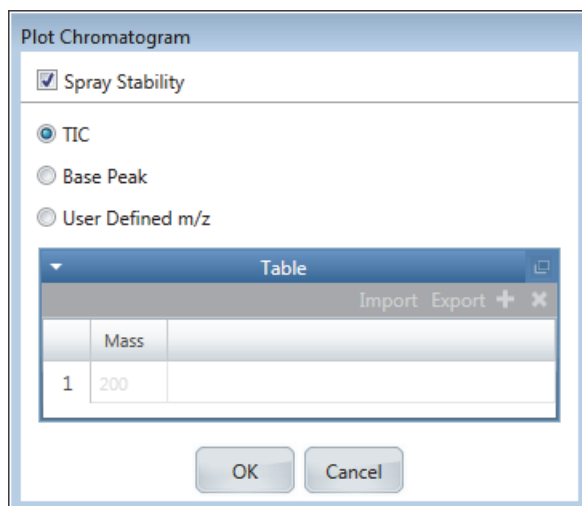 Plot Chromatogram
Spray Stability
TIC
Base Peak
User Defined m/z
Table
Import Export
Mass
1 200
OK Cancel